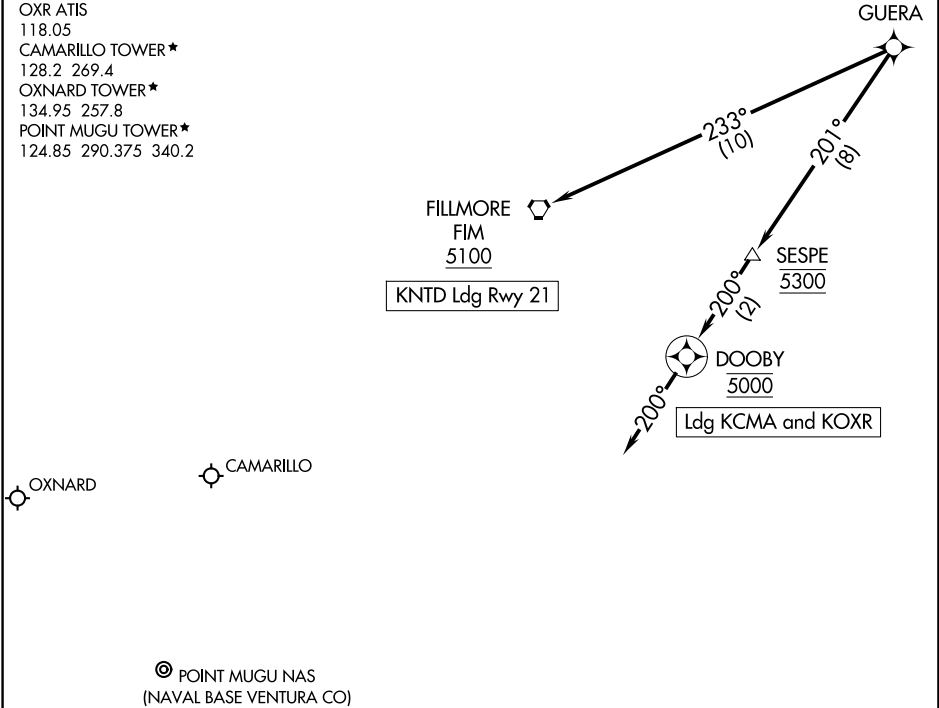 OXR ATIS
118.05
CAMARILLO TOWER★
128.2 269.4
OXNARD TOWER★
134.95 257.8
POINT MUGU TOWER★
124.85 290.375 340.2
GUERA
233°
(10)
201°
(8)
FILLMORE
FIM
5100
KNTD Ldg Rwy 21
SESPE
5300
200°
(2)
DOOBY
5000
Ldg KCMA and KOXR
200°
CAMARILLO
OXNARD
POINT MUGU NAS
(NAVAL BASE VENTURA CO)